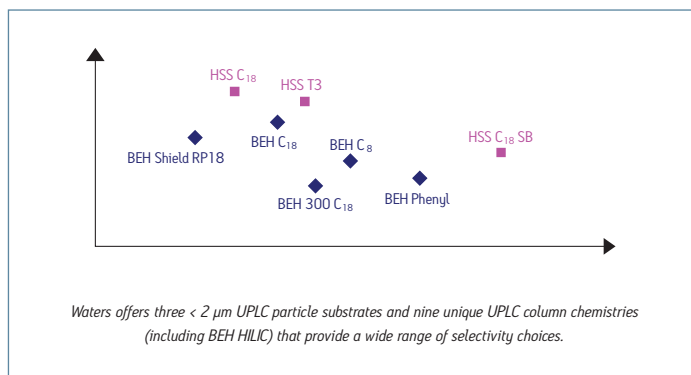 HSS C18
HSS T3
BEH C18
BEH Shield RP18
BEH C8
HSS C18 SB
BEH 300 C18
BEH Phenyl
Waters offers three < 2 µm UPLC particle substrates and nine unique UPLC column chemistries
(including BEH HILIC) that provide a wide range of selectivity choices.